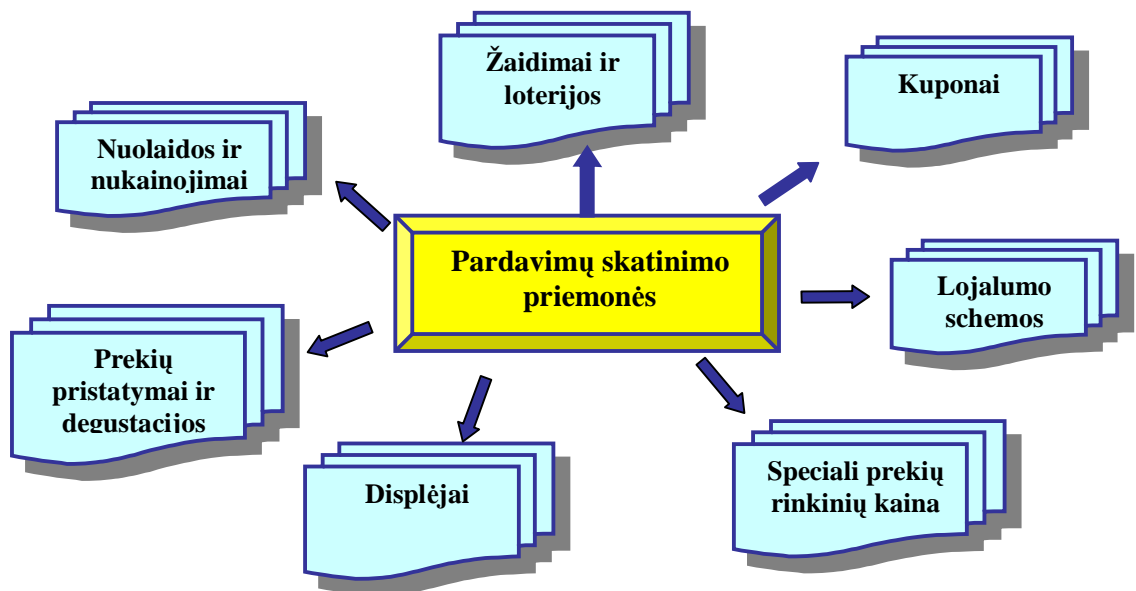 Žaidimai ir
loterijos
Kuponai
Nuolaidos ir
nukainojimai
Pardavimų skatinimo
priemonės
Lojalumo
schemos
Prekių
pristatymai ir
degustacijos
Displėjai
Speciali prekių
rinkinių kaina